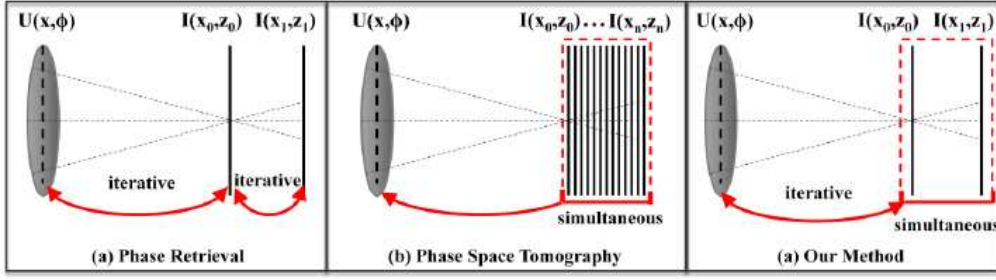 U(x,ϕ) I(x₀,z₀) I(x₁,z₁)
iterative iterative
(a) Phase Retrieval
U(x,ϕ) I(x₀,z₀)...I(xₙ,zₙ)
simultaneous
(b) Phase Space Tomography
U(x,ϕ) I(x₀,z₀) I(x₁,z₁)
iterative
simultaneous
(a) Our Method